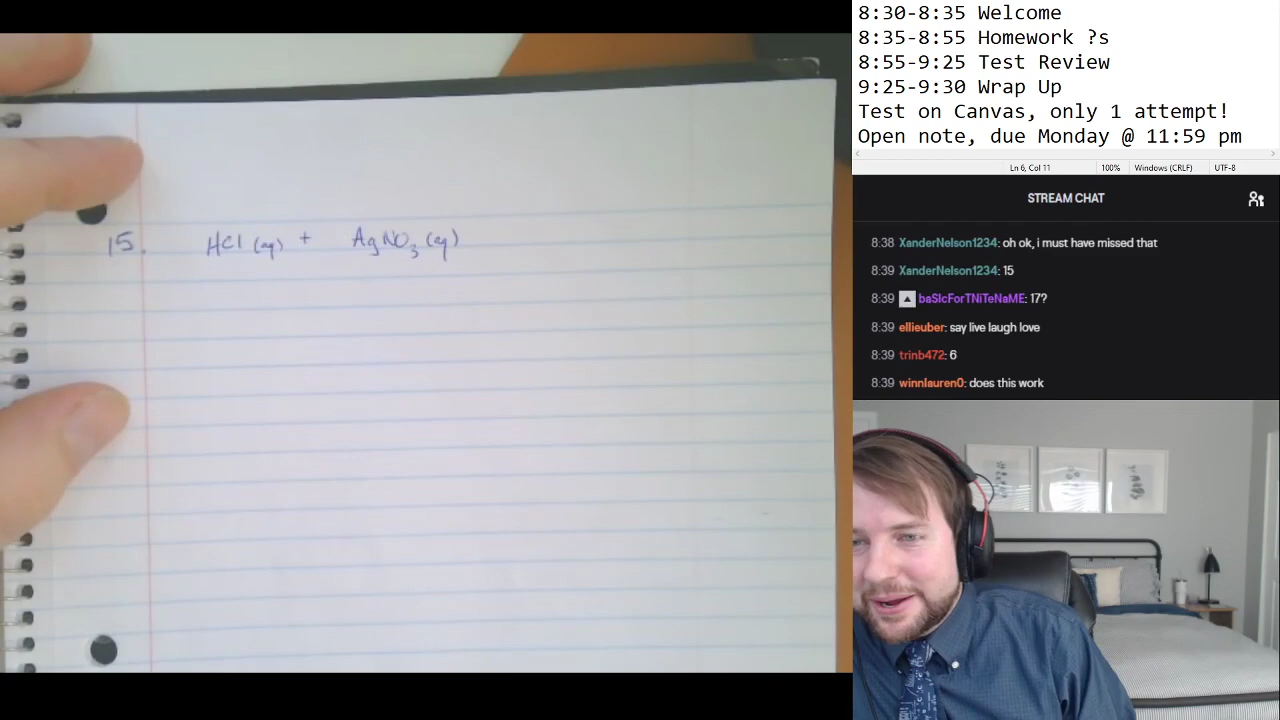 15. HCl (aq) + AgNO₃ (aq)
8:30-8:35 Welcome
8:35-8:55 Homework ?s
8:55-9:25 Test Review
9:25-9:30 Wrap Up
Test on Canvas, only 1 attempt!
Open note, due Monday @ 11:59 pm
Ln 6, Col 11 100% Windows (CRLF) UTF-8
STREAM CHAT
8:38 XanderNelson1234: oh ok, i must have missed that
8:39 XanderNelson1234: 15
8:39 baSIcForTNiTeNaME: 17?
8:39 ellieuber: say live laugh love
8:39 trinb472: 6
8:39 winnlauren0: does this work